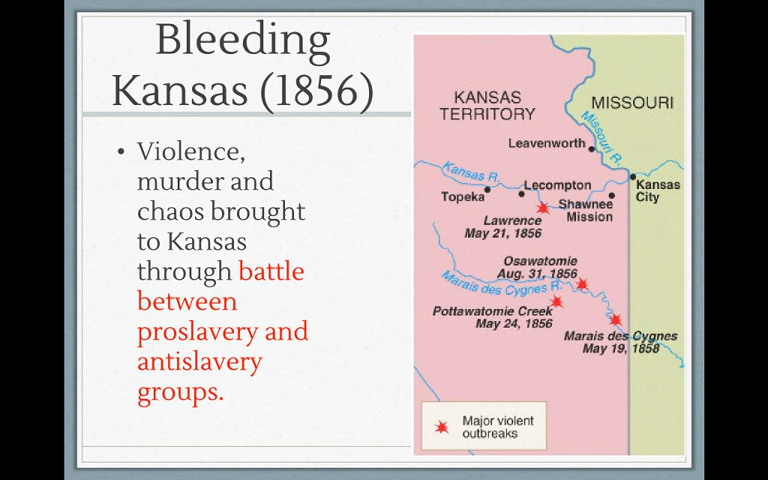 Bleeding
Kansas (1856)
• Violence,
murder and
chaos brought
to Kansas
through battle
between
proslavery and
antislavery
groups.
KANSAS
TERRITORY
MISSOURI
Missouri R.
Leavenworth
Kansas R.
Lecompton
Topeka
Kansas
City
Shawnee
Mission
Lawrence
May 21, 1856
Osawatomie
Aug. 31, 1856
Marais des Cygnes R.
Pottawatomie Creek
May 24, 1856
Marais des Cygnes
May 19, 1858
Major violent
outbreaks